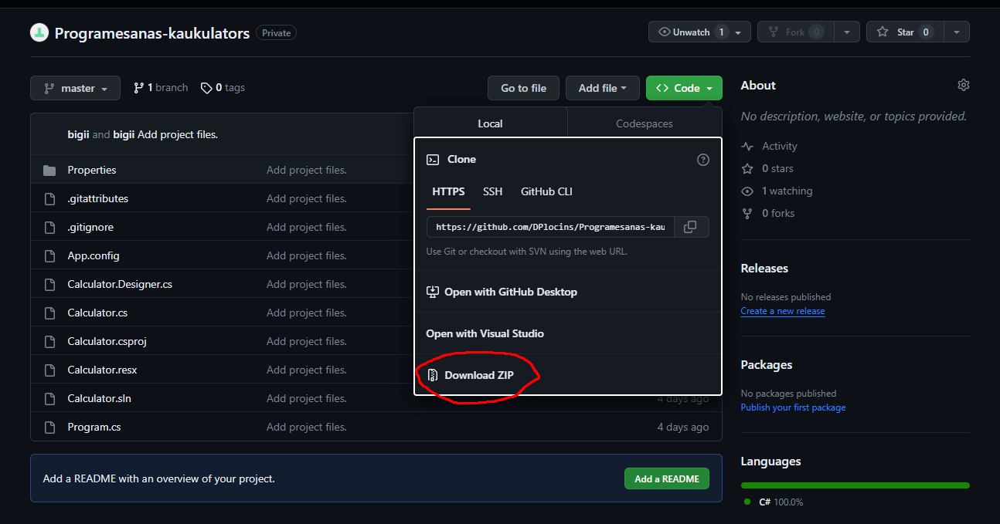 Programesanas-kaukulators Private
Unwatch 1
Fork 0
Star 0
master
1 branch
0 tags
Go to file
Add file
<> Code
Local
Codespaces
bigii and bigii Add project files.
Properties Add project files.
.gitattributes Add project files.
.gitignore Add project files.
App.config Add project files.
Calculator.Designer.cs Add project files.
Calculator.cs Add project files.
Calculator.csproj Add project files.
Calculator.resx Add project files.
Calculator.sln Add project files. 4 days ago
Program.cs Add project files. 4 days ago
Clone
HTTPS SSH GitHub CLI
https://github.com/DPlocins/Programesanas-kau
Use Git or checkout with SVN using the web URL.
Open with GitHub Desktop
Open with Visual Studio
Download ZIP
Add a README with an overview of your project.
Add a README
About
No description, website, or topics provided.
Activity
0 stars
1 watching
0 forks
Releases
No releases published
Create a new release
Packages
No packages published
Publish your first package
Languages
C# 100.0%